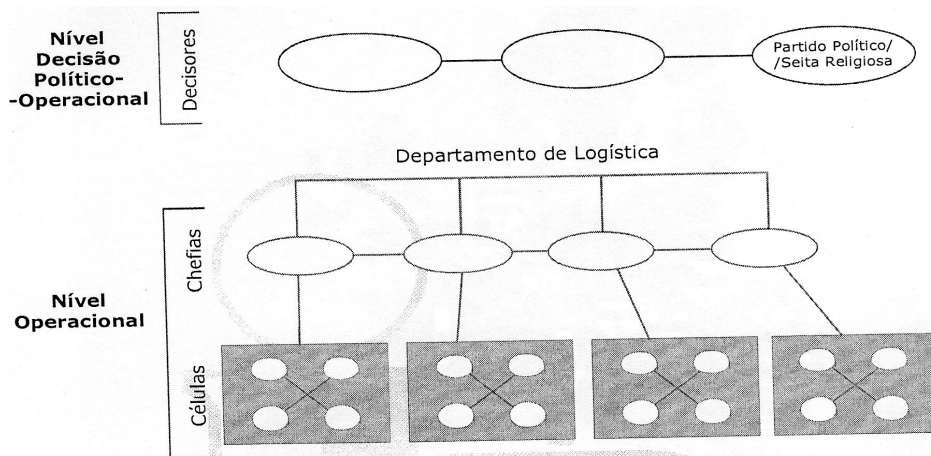 Nível
Decisão
Político-
-Operacional
Decisores
Partido Político/
/Seita Religiosa
Departamento de Logística
Nível
Operacional
Chefias
Células